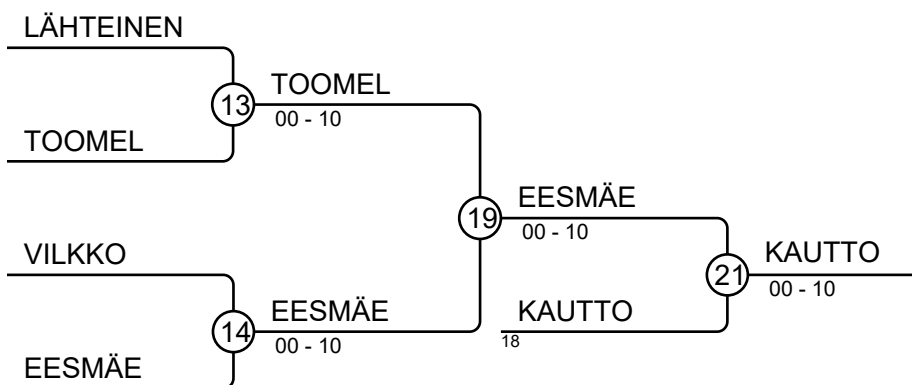 LÄHTEINEN
13
TOOMEL
00 - 10
TOOMEL
19
EESMÄE
00 - 10
VILKKO
21
KAUTTO
00 - 10
14
EESMÄE
00 - 10
KAUTTO
18
EESMÄE